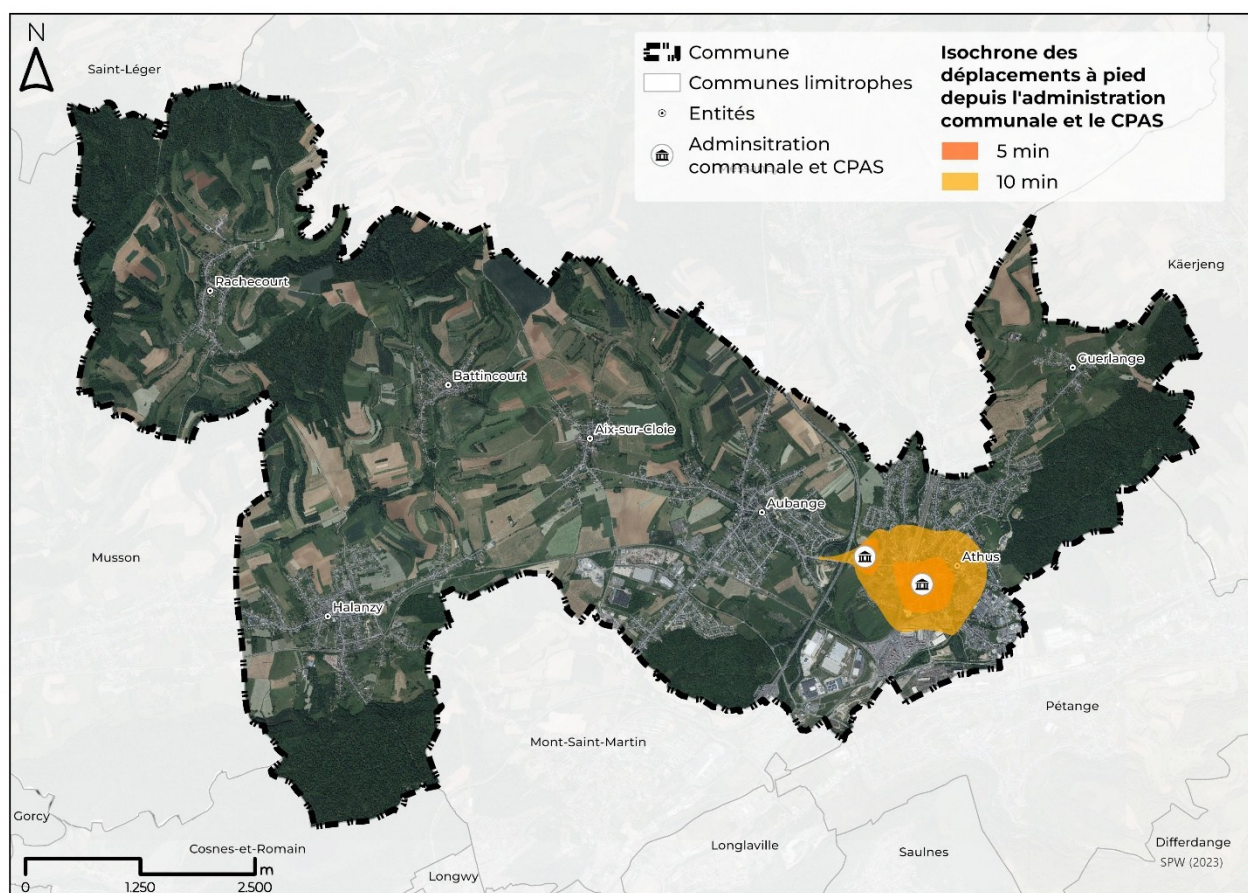 N
Saint-Léger
Commune
Communes limitrophes
Entités
Adminsitration
communale et CPAS
Isochrone des
déplacements à pied
depuis l'administration
communale et le CPAS
5 min
10 min
Käerjeng
Rachecourt
Guerlange
Battincourt
Aix-sur-Cloie
Aubange
Musson
Athus
Halanzy
Pétange
Mont-Saint-Martin
Gorcy
Cosnes-et-Romain
Longlaville
Saulnes
Differdange
SPW (2023)
Longwy
m
0
1.250
2.500